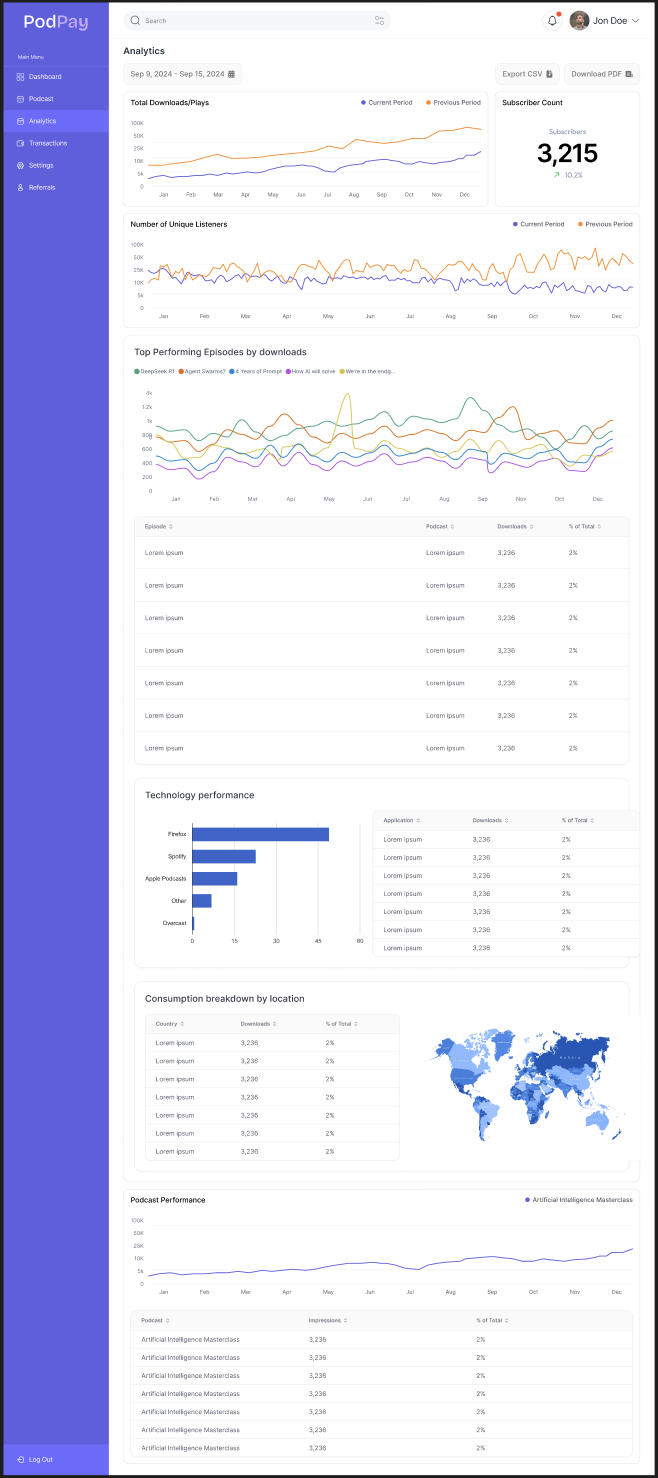 PodPay
Search
Jon Doe
Main Menu
Dashboard
Podcast
Analytics
Transactions
Settings
Referrals
Log Out
Analytics
Sep 9, 2024 - Sep 15, 2024
Export CSV
Download PDF
Total Downloads/Plays
Current Period
Previous Period
100K
50K
25K
10K
5k
0
Jan Feb Mar Apr May Jun Jul Aug Sep Oct Nov Dec
Subscriber Count
Subscribers
3,215
10.2%
Number of Unique Listeners
Current Period
Previous Period
100K
50K
25K
10K
5k
0
Jan Feb Mar Apr May Jun Jul Aug Sep Oct Nov Dec
Top Performing Episodes by downloads
DeepSeek R1 Agent Swarms? 4 Years of Prompt How AI will solve We're in the endg...
4k
1.2k
1k
800
600
400
200
0
Jan Feb Mar Apr May Jun Jul Aug Sep Nov Oct Dec
Episode Podcast Downloads % of Total
Loram ipsum Loram ipsum 3,236 2%
Lorem ipsum Lorem ipsum 3,236 2%
Lorem ipsum Lorem ipsum 3,236 2%
Lorem ipsum Lorem ipsum 3,236 2%
Lorem ipsum Lorem ipsum 3,236 2%
Lorem ipsum Lorem ipsum 3,236 2%
Lorem ipsum Lorem ipsum 3,236 2%
Technology performance
Firefox
Spotify
Apple Podcasts
Other
Overcast
0 15 30 45 60
Application Downloads % of Total
Lorem ipsum 3,236 2%
Lorem ipsum 3,236 2%
Lorem ipsum 3,236 2%
Lorem ipsum 3,236 2%
Lorem ipsum 3,236 2%
Lorem ipsum 3,236 2%
Lorem ipsum 3,236 2%
Consumption breakdown by location
Country Downloads % of Total
Lorem ipsum 3,236 2%
Lorem ipsum 3,236 2%
Lorem ipsum 3,236 2%
Lorem ipsum 3,236 2%
Lorem ipsum 3,236 2%
Lorem ipsum 3,236 2%
Lorem ipsum 3,236 2%
Russia
Podcast Performance
Artificial Intelligence Masterclass
100K
50K
25K
10K
5k
0
Jan Feb Mar Apr May Jun Jul Aug Sep Oct Nov Dec
Podcast Impressions % of Total
Artificial Intelligence Masterclass 3,236 2%
Artificial Intelligence Masterclass 3,236 2%
Artificial Intelligence Masterclass 3,236 2%
Artificial Intelligence Masterclass 3,236 2%
Artificial Intelligence Masterclass 3,236 2%
Artificial Intelligence Masterclass 3,236 2%
Artificial Intelligence Masterclass 3,236 2%